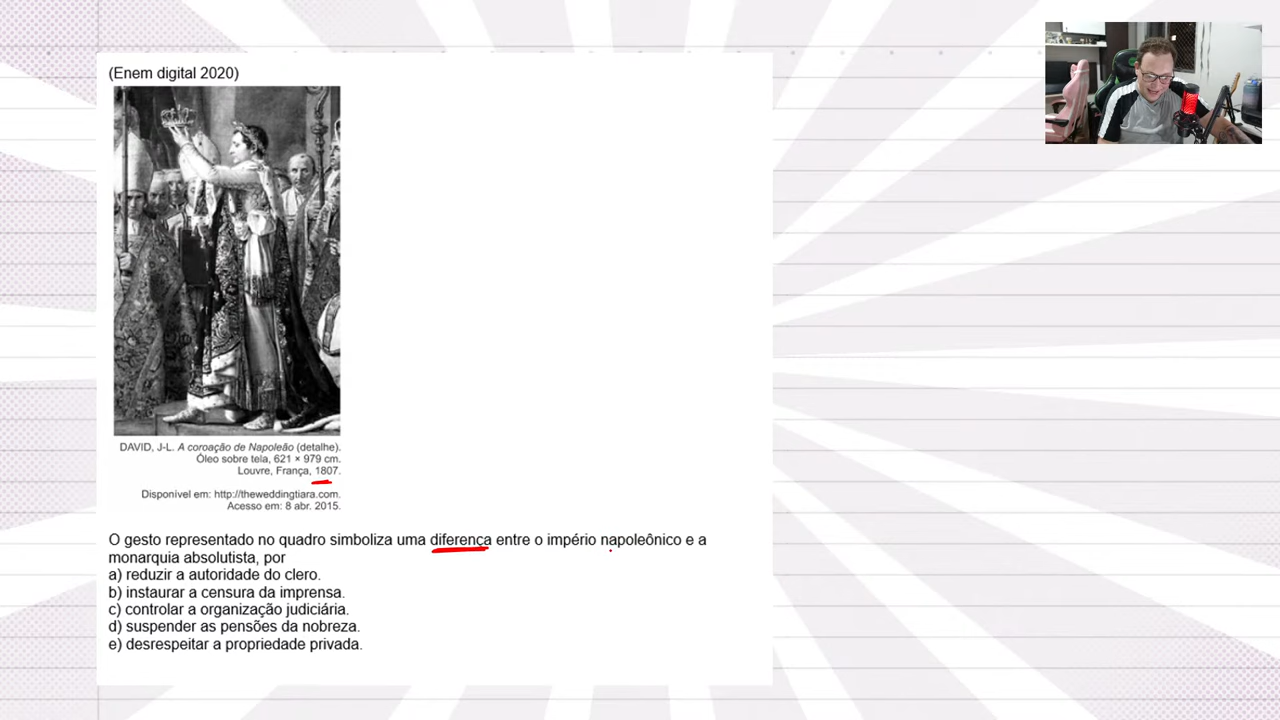 (Enem digital 2020)
DAVID, J-L. A coroação de Napoleão (detalhe).
Óleo sobre tela, 621 × 979 cm.
Louvre, França, 1807.
Disponível em: http://theweddingtiara.com.
Acesso em: 8 abr. 2015.
O gesto representado no quadro simboliza uma diferença entre o império napoleônico e a
monarquia absolutista, por
a) reduzir a autoridade do clero.
b) instaurar a censura da imprensa.
c) controlar a organização judiciária.
d) suspender as pensões da nobreza.
e) desrespeitar a propriedade privada.